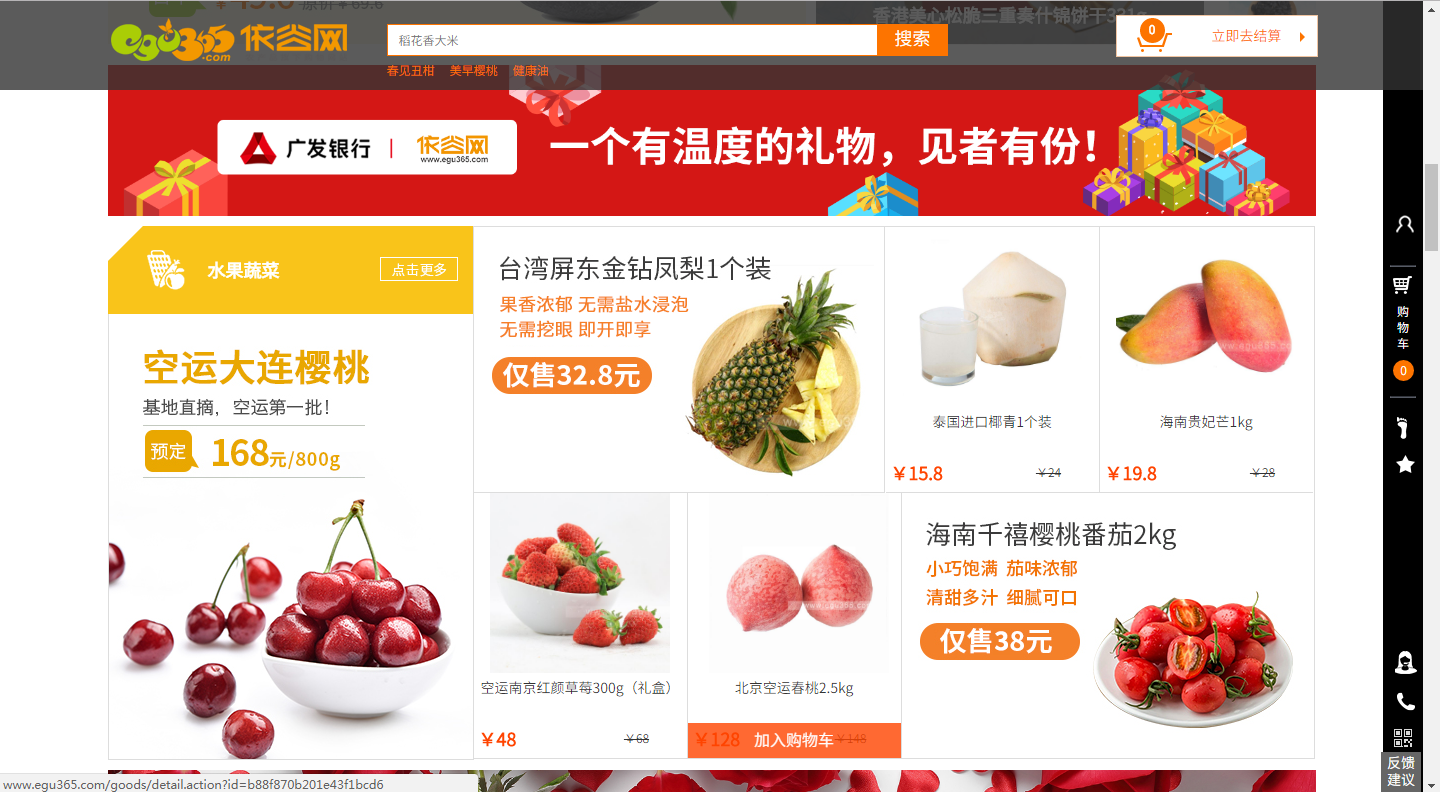 ¥49.0 原价¥69.6
香港美心松脆三重奏什锦饼干331g
egu365.com 依谷网
稻花香大米
搜索
0
立即去结算
春见丑柑 美早樱桃 健康油
广发银行 | 依谷网
www.egu365.com
一个有温度的礼物，见者有份！
水果蔬菜
点击更多
空运大连樱桃
基地直摘，空运第一批！
预定 168元/800g
台湾屏东金钻凤梨1个装
果香浓郁 无需盐水浸泡
无需挖眼 即开即享
仅售32.8元
泰国进口椰青1个装
￥15.8 ￥24
海南贵妃芒1kg
￥19.8 ￥28
空运南京红颜草莓300g（礼盒）
￥48 ￥68
北京空运春桃2.5kg
￥128 加入购物车 ￥148
海南千禧樱桃番茄2kg
小巧饱满 茄味浓郁
清甜多汁 细腻可口
仅售38元
购
物
车
0
反馈
建议
www.egu365.com/goods/detail.action?id=b88f870b201e43f1bcd6